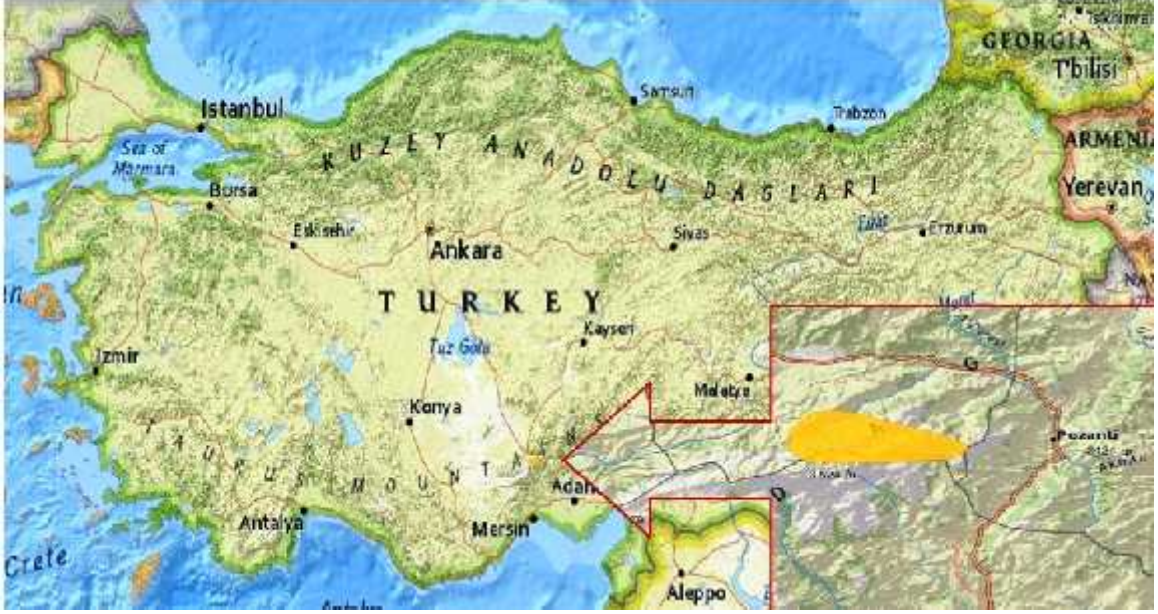 GEORGIA
T'bilisi
Samsun
Istanbul
Trabzon
ARMENIA
Sea of
Marmara
KUZEY ANADOLU DAGLARI
Bursa
Yerevan
Eskisehir
Sivas
Erzurum
Ankara
TURKEY
Kayseri
Tuz Golu
Izmir
Malatya
G
Konya
Pozantı
TAURUS MOUNTAINS
Adana
Antalya
Mersin
Crete
Aleppo